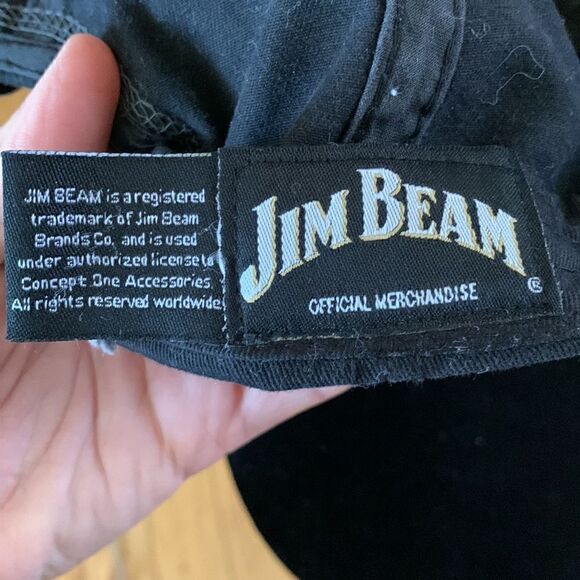 JIM BEAM is a registered
trademark of Jim Beam
Brands Co. and is used
under authorized license to
Concept One Accessories.
All rights reserved worldwide
JIM BEAM
®
OFFICIAL MERCHANDISE